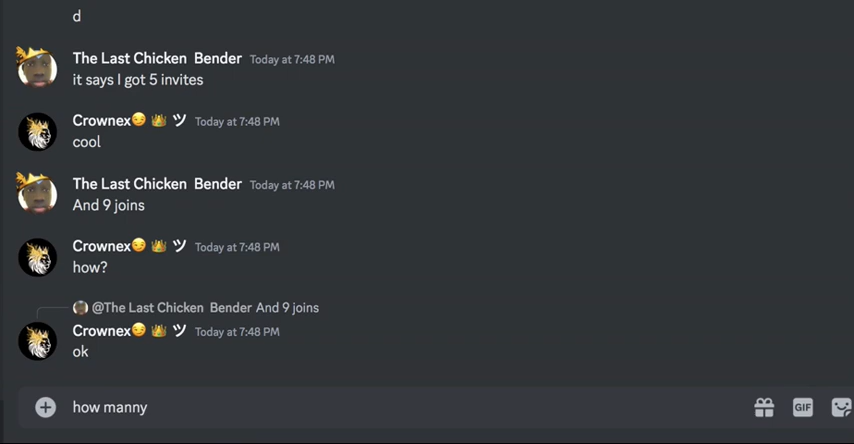 d
The Last Chicken Bender Today at 7:48 PM
it says I got 5 invites
Crownex😏 👑 ツ Today at 7:48 PM
cool
The Last Chicken Bender Today at 7:48 PM
And 9 joins
Crownex😏 👑 ツ Today at 7:48 PM
how?
@The Last Chicken Bender And 9 joins
Crownex😏 👑 ツ Today at 7:48 PM
ok
how manny
GIF